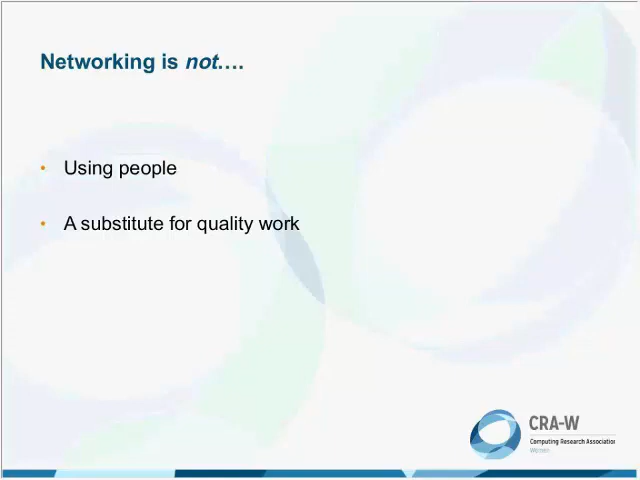 Networking is not….
• Using people
• A substitute for quality work
CRA-W
Computing Research Association
Women